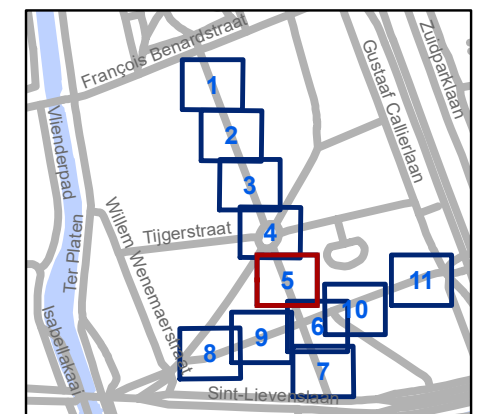 François Benardstraat
Zuidparklaan
Gustaaf Callierlaan
Vlienderpad
1
2
3
Willem Wenemaerstraat
Tijgerstraat
4
Ter Platen
5
11
10
6
9
8
Isabellakaai
7
Sint-Lievenslaan